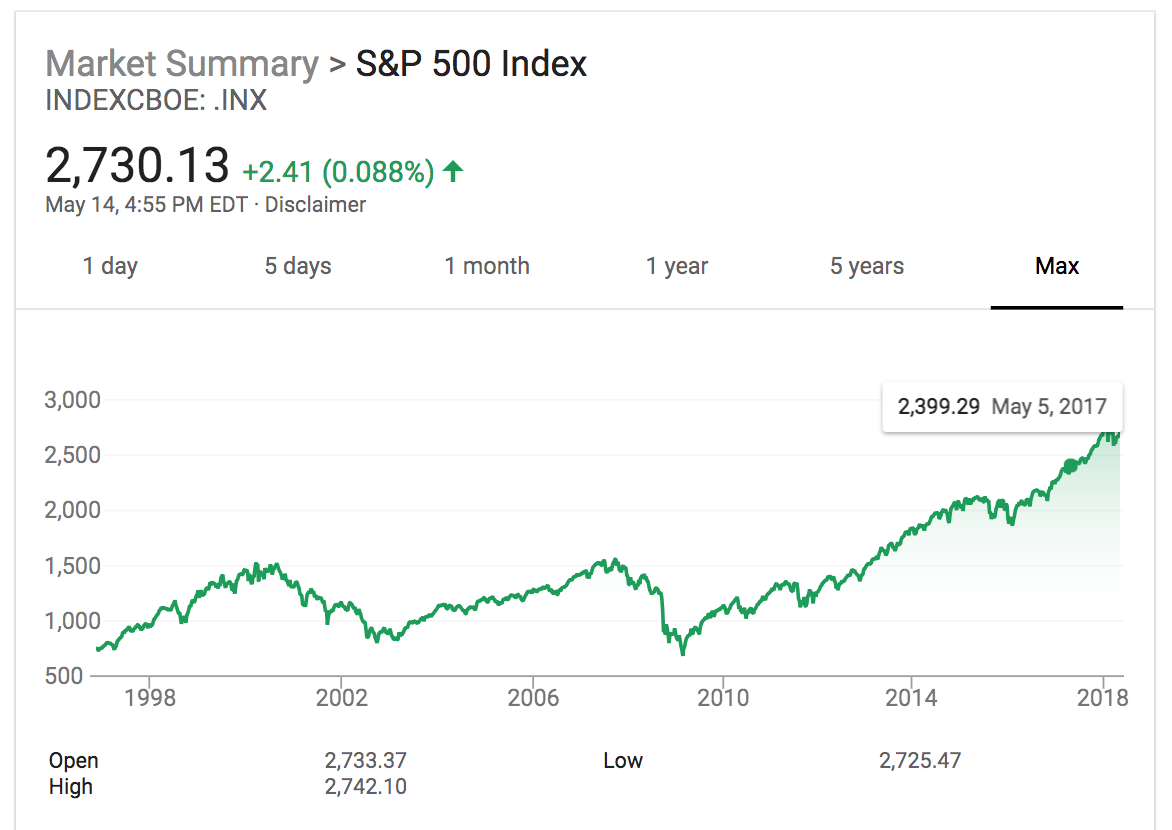 Market Summary > S&P 500 Index
INDEXCBOE: .INX
2,730.13 +2.41 (0.088%)
May 14, 4:55 PM EDT · Disclaimer
1 day 5 days 1 month 1 year 5 years Max
2,399.29 May 5, 2017
3,000
2,500
2,000
1,500
1,000
500
1998 2002 2006 2010 2014 2018
Open 2,733.37 Low 2,725.47
High 2,742.10